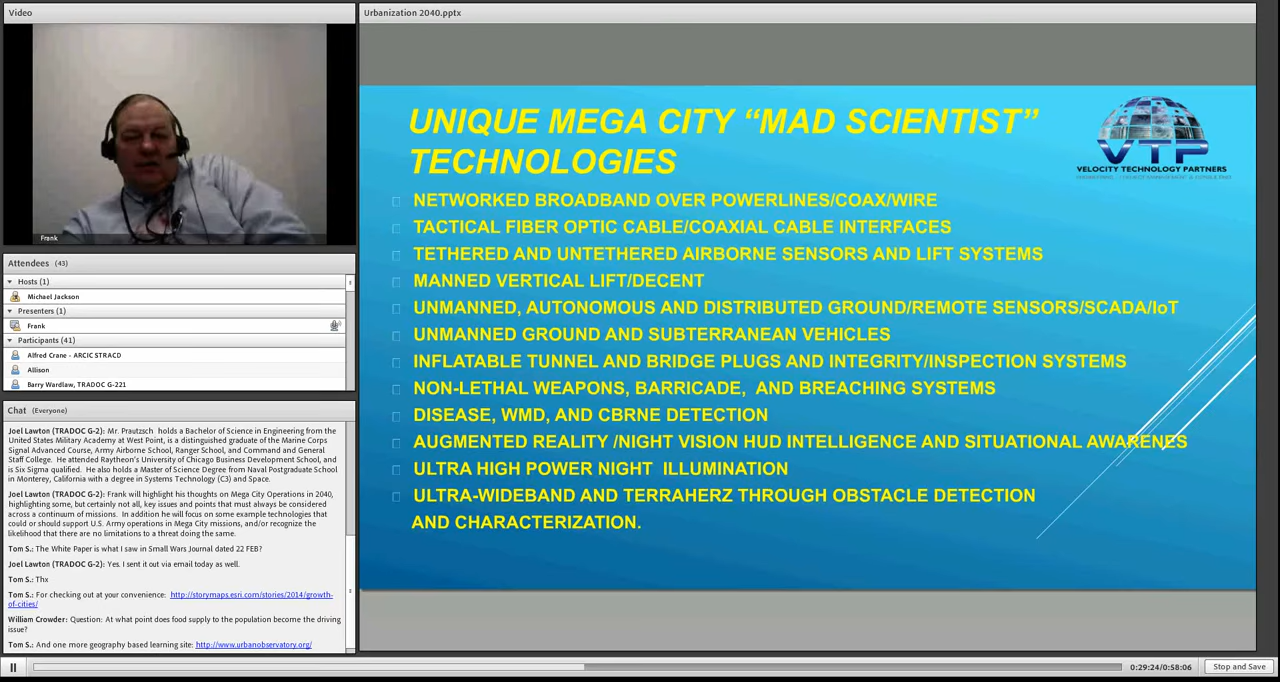 Video
Frank
Attendees (43)
Hosts (1)
Michael Jackson
Presenters (1)
Frank
Participants (41)
Alfred Crane - ARCIC STRACD
Allison
Barry Wardlaw, TRADOC G-221
Chat (Everyone)
Joel Lawton (TRADOC G-2): Mr. Prautzsch holds a Bachelor of Science in Engineering from the
United States Military Academy at West Point, is a distinguished graduate of the Marine Corps
Signal Advanced Course, Army Airborne School, Ranger School, and Command and General
Staff College. He attended Raytheon's University of Chicago Business Development School, and
is Six Sigma qualified. He also holds a Master of Science Degree from Naval Postgraduate School
in Monterey, California with a degree in Systems Technology (C3) and Space.
Joel Lawton (TRADOC G-2): Frank will highlight his thoughts on Mega City Operations in 2040,
highlighting some, but certainly not all, key issues and points that must always be considered
across a continuum of missions. In addition he will focus on some example technologies that
could or should support U.S. Army operations in Mega City missions, and/or recognize the
likelihood that there are no limitations to a threat doing the same.
Tom S.: The White Paper is what I saw in Small Wars Journal dated 22 FEB?
Joel Lawton (TRADOC G-2): Yes. I sent it out via email today as well.
Tom S.: Thx
Tom S.: For checking out at your convenience: http://storymaps.esri.com/stories/2014/growth-
of-cities/
William Crowder: Question: At what point does food supply to the population become the driving
issue?
Tom S.: And one more geography based learning site: http://www.urbanobservatory.org/
Urbanization 2040.pptx
UNIQUE MEGA CITY “MAD SCIENTIST”
TECHNOLOGIES
VTP
VELOCITY TECHNOLOGY PARTNERS
NETWORKED BROADBAND OVER POWERLINES/COAX/WIRE
TACTICAL FIBER OPTIC CABLE/COAXIAL CABLE INTERFACES
TETHERED AND UNTETHERED AIRBORNE SENSORS AND LIFT SYSTEMS
MANNED VERTICAL LIFT/DECENT
UNMANNED, AUTONOMOUS AND DISTRIBUTED GROUND/REMOTE SENSORS/SCADA/IoT
UNMANNED GROUND AND SUBTERRANEAN VEHICLES
INFLATABLE TUNNEL AND BRIDGE PLUGS AND INTEGRITY/INSPECTION SYSTEMS
NON-LETHAL WEAPONS, BARRICADE, AND BREACHING SYSTEMS
DISEASE, WMD, AND CBRNE DETECTION
AUGMENTED REALITY /NIGHT VISION HUD INTELLIGENCE AND SITUATIONAL AWARENES
ULTRA HIGH POWER NIGHT ILLUMINATION
ULTRA-WIDEBAND AND TERRAHERZ THROUGH OBSTACLE DETECTION
AND CHARACTERIZATION.
0:29:24/0:58:06
Stop and Save